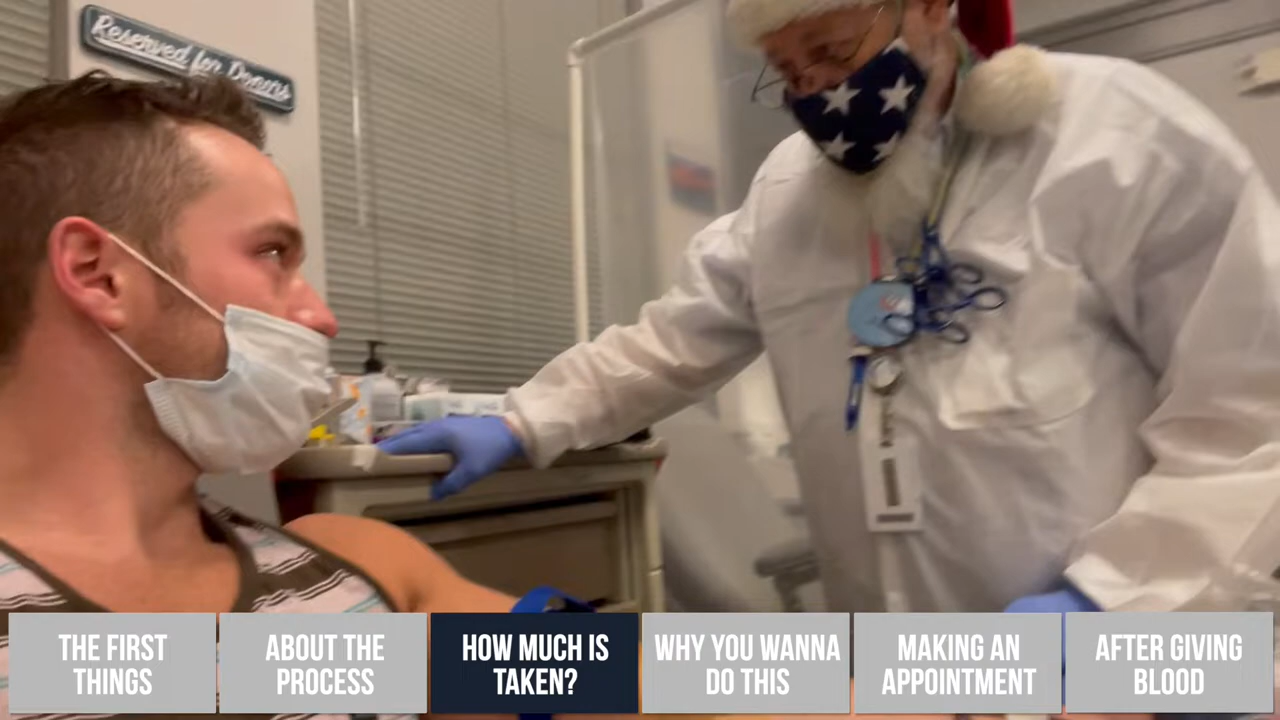 Reserved for Donors
THE FIRST
THINGS
ABOUT THE
PROCESS
HOW MUCH IS
TAKEN?
WHY YOU WANNA
DO THIS
MAKING AN
APPOINTMENT
AFTER GIVING
BLOOD